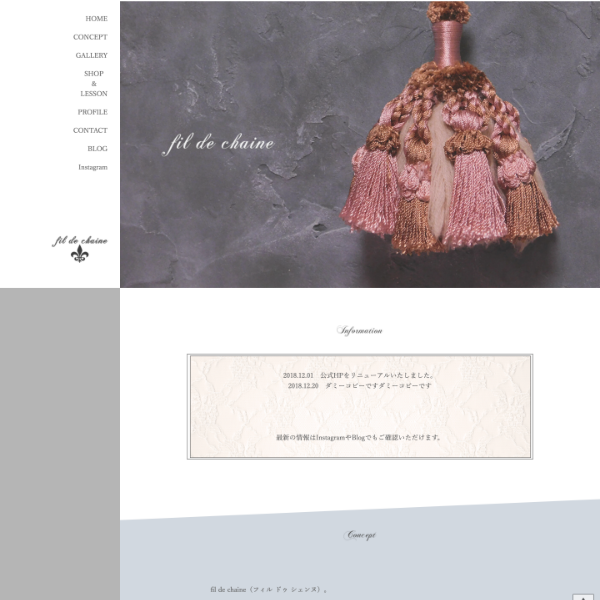 HOME
CONCEPT
GALLERY
SHOP
&
LESSON
PROFILE
CONTACT
BLOG
Instagram
fil de chaine
fil de chaine
Information
2018.12.01 公式HPをリニューアルいたしました。
2018.12.20 ダミーコピーですダミーコピーです
最新の情報はInstagramやBlogでもご確認いただけます。
Concept
fil de chaine（フィル ドゥ シェンヌ）。